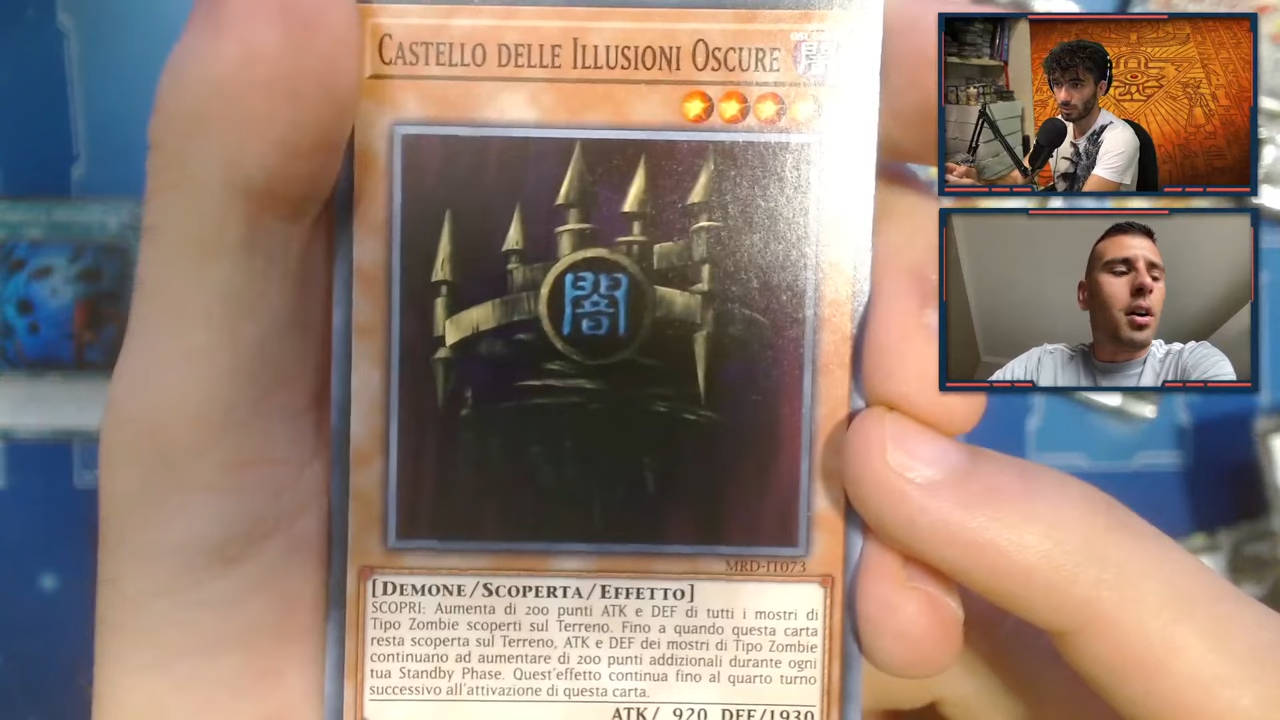 CASTELLO DELLE ILLUSIONI OSCURE
闇
MRD-IT073
[DEMONE/SCOPERTA/EFFETTO]
SCOPRI: Aumenta di 200 punti ATK e DEF di tutti i mostri di
Tipo Zombie scoperti sul Terreno. Fino a quando questa carta
resta scoperta sul Terreno, ATK e DEF dei mostri di Tipo Zombie
continuano ad aumentare di 200 punti addizionali durante ogni
tua Standby Phase. Quest'effetto continua fino al quarto turno
successivo all'attivazione di questa carta.
ATK/ 920 DEF/1930